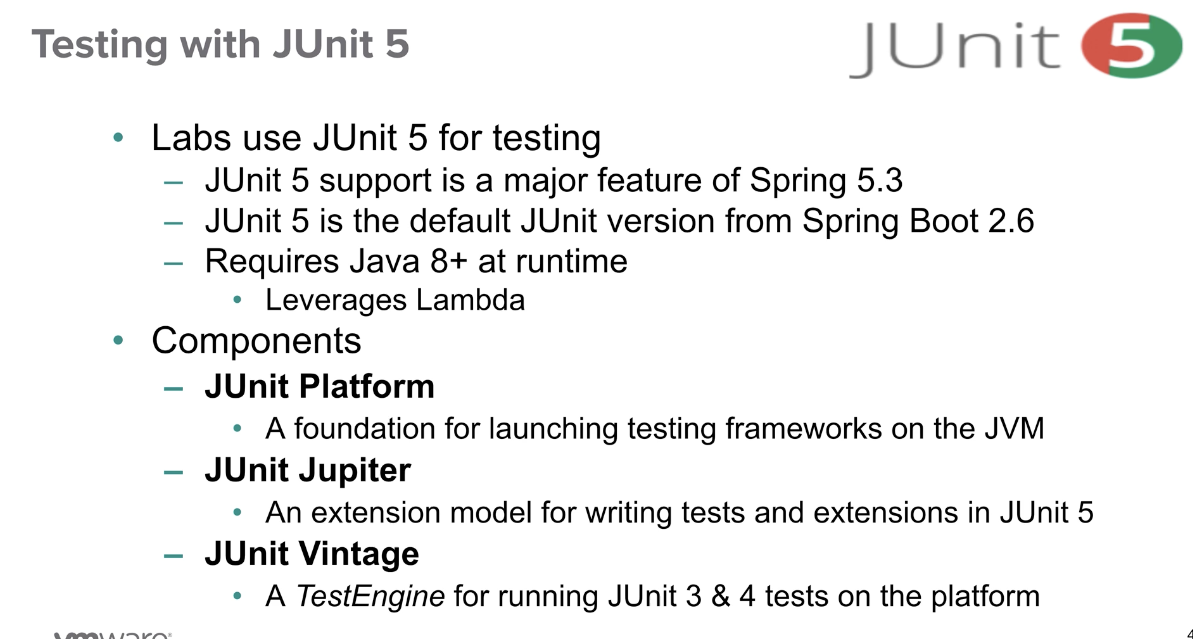 Testing with JUnit 5
JUnit 5
• Labs use JUnit 5 for testing
– JUnit 5 support is a major feature of Spring 5.3
– JUnit 5 is the default JUnit version from Spring Boot 2.6
– Requires Java 8+ at runtime
• Leverages Lambda
• Components
– JUnit Platform
• A foundation for launching testing frameworks on the JVM
– JUnit Jupiter
• An extension model for writing tests and extensions in JUnit 5
– JUnit Vintage
• A TestEngine for running JUnit 3 & 4 tests on the platform
vmware®
4